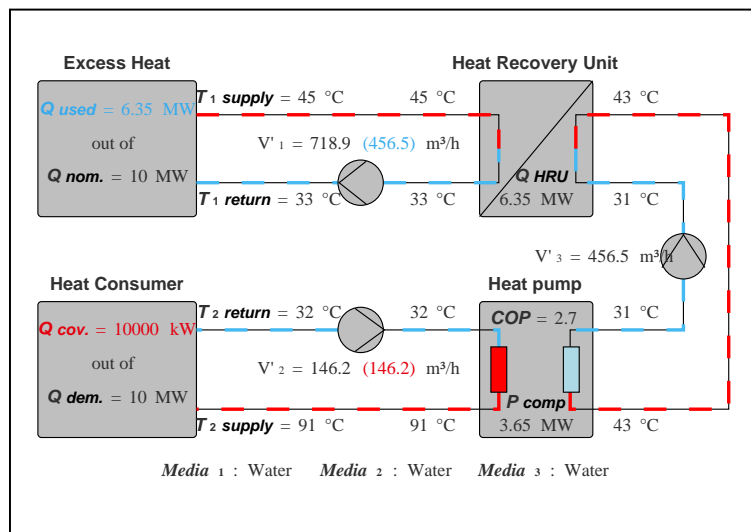 Excess Heat
Heat Recovery Unit
Q used = 6.35 MW
out of
Q nom. = 10 MW
T 1 supply = 45 °C
45 °C
43 °C
V' 1 = 718.9 (456.5) m³/h
Q HRU
6.35 MW
T 1 return = 33 °C
33 °C
31 °C
V' 3 = 456.5 m³/h
Heat Consumer
Heat pump
Q cov. = 10000 kW
out of
Q dem. = 10 MW
T 2 return = 32 °C
32 °C
COP = 2.7
31 °C
V' 2 = 146.2 (146.2) m³/h
P comp
3.65 MW
T 2 supply = 91 °C
91 °C
43 °C
Media 1 : Water Media 2 : Water Media 3 : Water